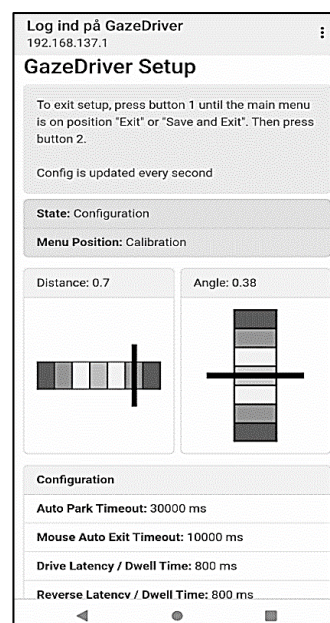 Log ind på GazeDriver
192.168.137.1
GazeDriver Setup
To exit setup, press button 1 until the main menu
is on position "Exit" or "Save and Exit". Then press
button 2.
Config is updated every second
State: Configuration
Menu Position: Calibration
Distance: 0.7
Angle: 0.38
Configuration
Auto Park Timeout: 30000 ms
Mouse Auto Exit Timeout: 10000 ms
Drive Latency / Dwell Time: 800 ms
Reverse Latency / Dwell Time: 800 ms